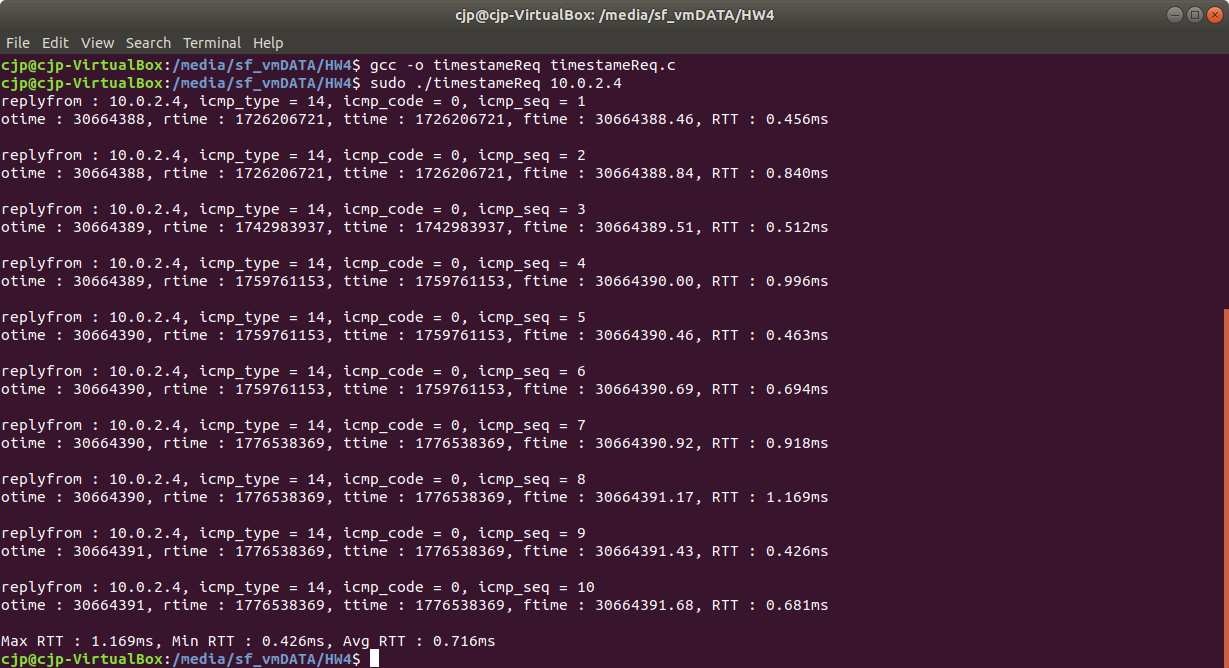 cjp@cjp-VirtualBox: /media/sf_vmDATA/HW4
File Edit View Search Terminal Help
cjp@cjp-VirtualBox:/media/sf_vmDATA/HW4$ gcc -o timestameReq timestameReq.c
cjp@cjp-VirtualBox:/media/sf_vmDATA/HW4$ sudo ./timestameReq 10.0.2.4
replyfrom : 10.0.2.4, icmp_type = 14, icmp_code = 0, icmp_seq = 1
otime : 30664388, rtime : 1726206721, ttime : 1726206721, ftime : 30664388.46, RTT : 0.456ms
replyfrom : 10.0.2.4, icmp_type = 14, icmp_code = 0, icmp_seq = 2
otime : 30664388, rtime : 1726206721, ttime : 1726206721, ftime : 30664388.84, RTT : 0.840ms
replyfrom : 10.0.2.4, icmp_type = 14, icmp_code = 0, icmp_seq = 3
otime : 30664389, rtime : 1742983937, ttime : 1742983937, ftime : 30664389.51, RTT : 0.512ms
replyfrom : 10.0.2.4, icmp_type = 14, icmp_code = 0, icmp_seq = 4
otime : 30664389, rtime : 1759761153, ttime : 1759761153, ftime : 30664390.00, RTT : 0.996ms
replyfrom : 10.0.2.4, icmp_type = 14, icmp_code = 0, icmp_seq = 5
otime : 30664390, rtime : 1759761153, ttime : 1759761153, ftime : 30664390.46, RTT : 0.463ms
replyfrom : 10.0.2.4, icmp_type = 14, icmp_code = 0, icmp_seq = 6
otime : 30664390, rtime : 1759761153, ttime : 1759761153, ftime : 30664390.69, RTT : 0.694ms
replyfrom : 10.0.2.4, icmp_type = 14, icmp_code = 0, icmp_seq = 7
otime : 30664390, rtime : 1776538369, ttime : 1776538369, ftime : 30664390.92, RTT : 0.918ms
replyfrom : 10.0.2.4, icmp_type = 14, icmp_code = 0, icmp_seq = 8
otime : 30664390, rtime : 1776538369, ttime : 1776538369, ftime : 30664391.17, RTT : 1.169ms
replyfrom : 10.0.2.4, icmp_type = 14, icmp_code = 0, icmp_seq = 9
otime : 30664391, rtime : 1776538369, ttime : 1776538369, ftime : 30664391.43, RTT : 0.426ms
replyfrom : 10.0.2.4, icmp_type = 14, icmp_code = 0, icmp_seq = 10
otime : 30664391, rtime : 1776538369, ttime : 1776538369, ftime : 30664391.68, RTT : 0.681ms
Max RTT : 1.169ms, Min RTT : 0.426ms, Avg RTT : 0.716ms
cjp@cjp-VirtualBox:/media/sf_vmDATA/HW4$